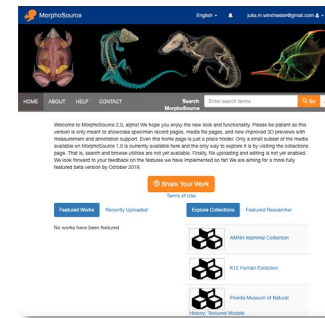 MorphoSource
English
julia.m.winchester@gmail.com
HOME ABOUT HELP CONTACT
Search MorphoSource
Enter search terms
Go
Welcome to MorphoSource 2.0, alpha! We hope you enjoy the new look and functionality. Please be patient as this
version is only meant to showcase specimen record pages, media file pages, and new improved 3D previews with
measurement and annotation support. Even this home page is just a place holder. Only a small subset of the media
available on MorphoSource 1.0 is currently available here and the only way to explore it is by visiting the collections
page. That is, search and browse utilities are not yet available. Finally, file uploading and editing is not yet enabled.
We look forward to your feedback on the features we have implemented so far! We are aiming for a more fully
featured beta version by October 2019.
Share Your Work
Terms of Use
Featured Works Recently Uploaded
Explore Collections Featured Researcher
No works have been featured
AMNH Mammal Collection
K12 Human Evolution
Florida Museum of Natural
History: Textured Models